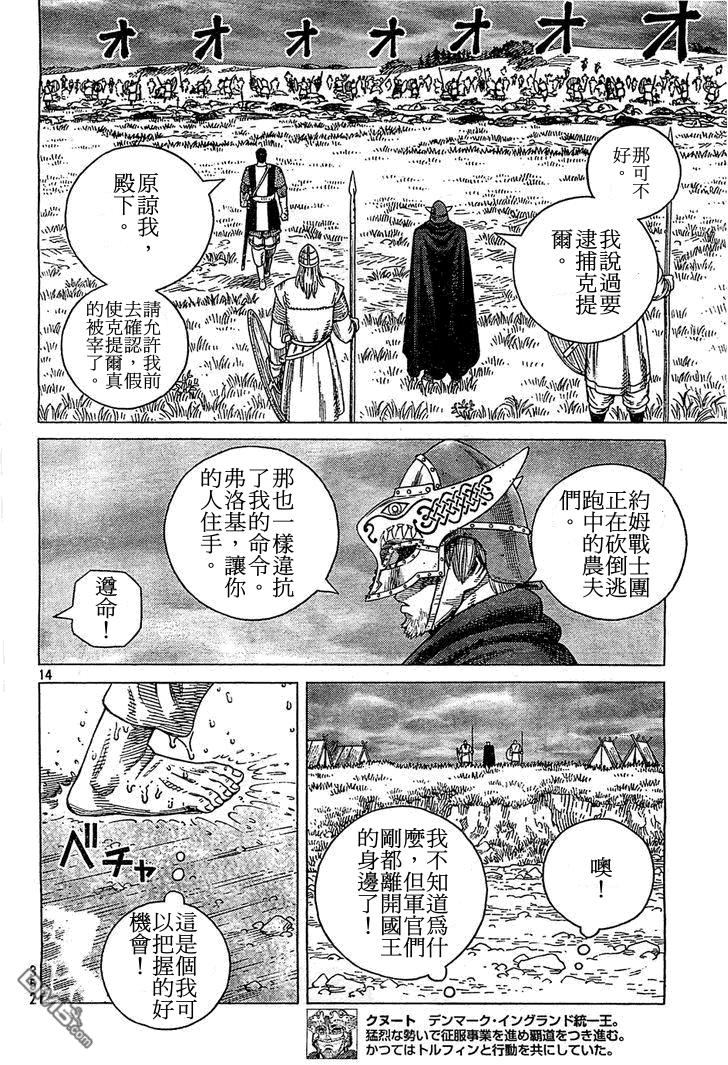 オオオオオオオ
那可不
好。
我說過要
逮捕克提
爾。
原諒我，
殿下。
請允許我前
去確認，假
使克提爾真
的被宰了。
約姆戰士團
正在砍倒逃
跑中的農夫
們。
那也一樣違抗
了我的命令。
弗洛基，讓你
的人住手。
遵命！
14
噢！
我不知道為什
麼，但軍官們
剛都離開國王
的身邊了！
ベチャ
這是個我可
以把握的好
機會！
クヌート　デンマーク・イングランド統一王。
猛烈な勢いで征服事業を進め覇道をつき進む。
かつてはトルフィンと行動を共にしていた。